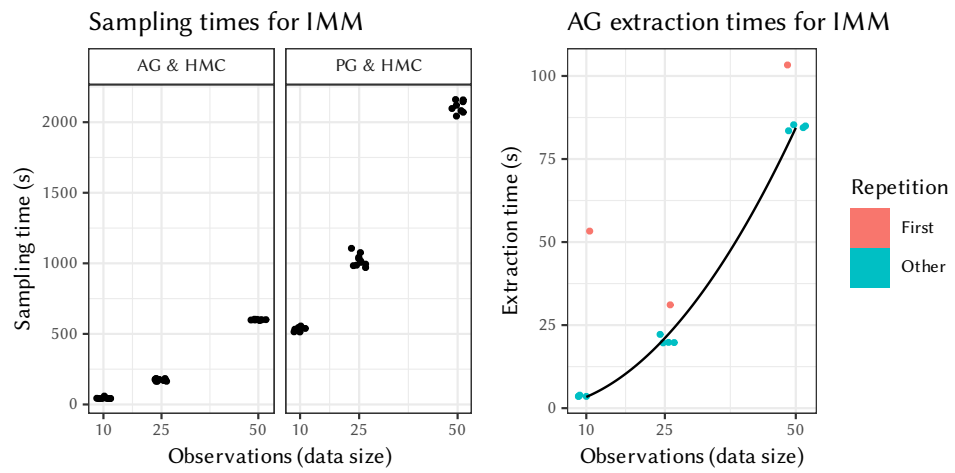 Sampling times for IMM
AG & HMC
PG & HMC
Sampling time (s)
2000
1500
1000
500
0
10
25
50
10
25
50
Observations (data size)
AG extraction times for IMM
Extraction time (s)
100
75
50
25
0
10
25
50
Observations (data size)
Repetition
First
Other